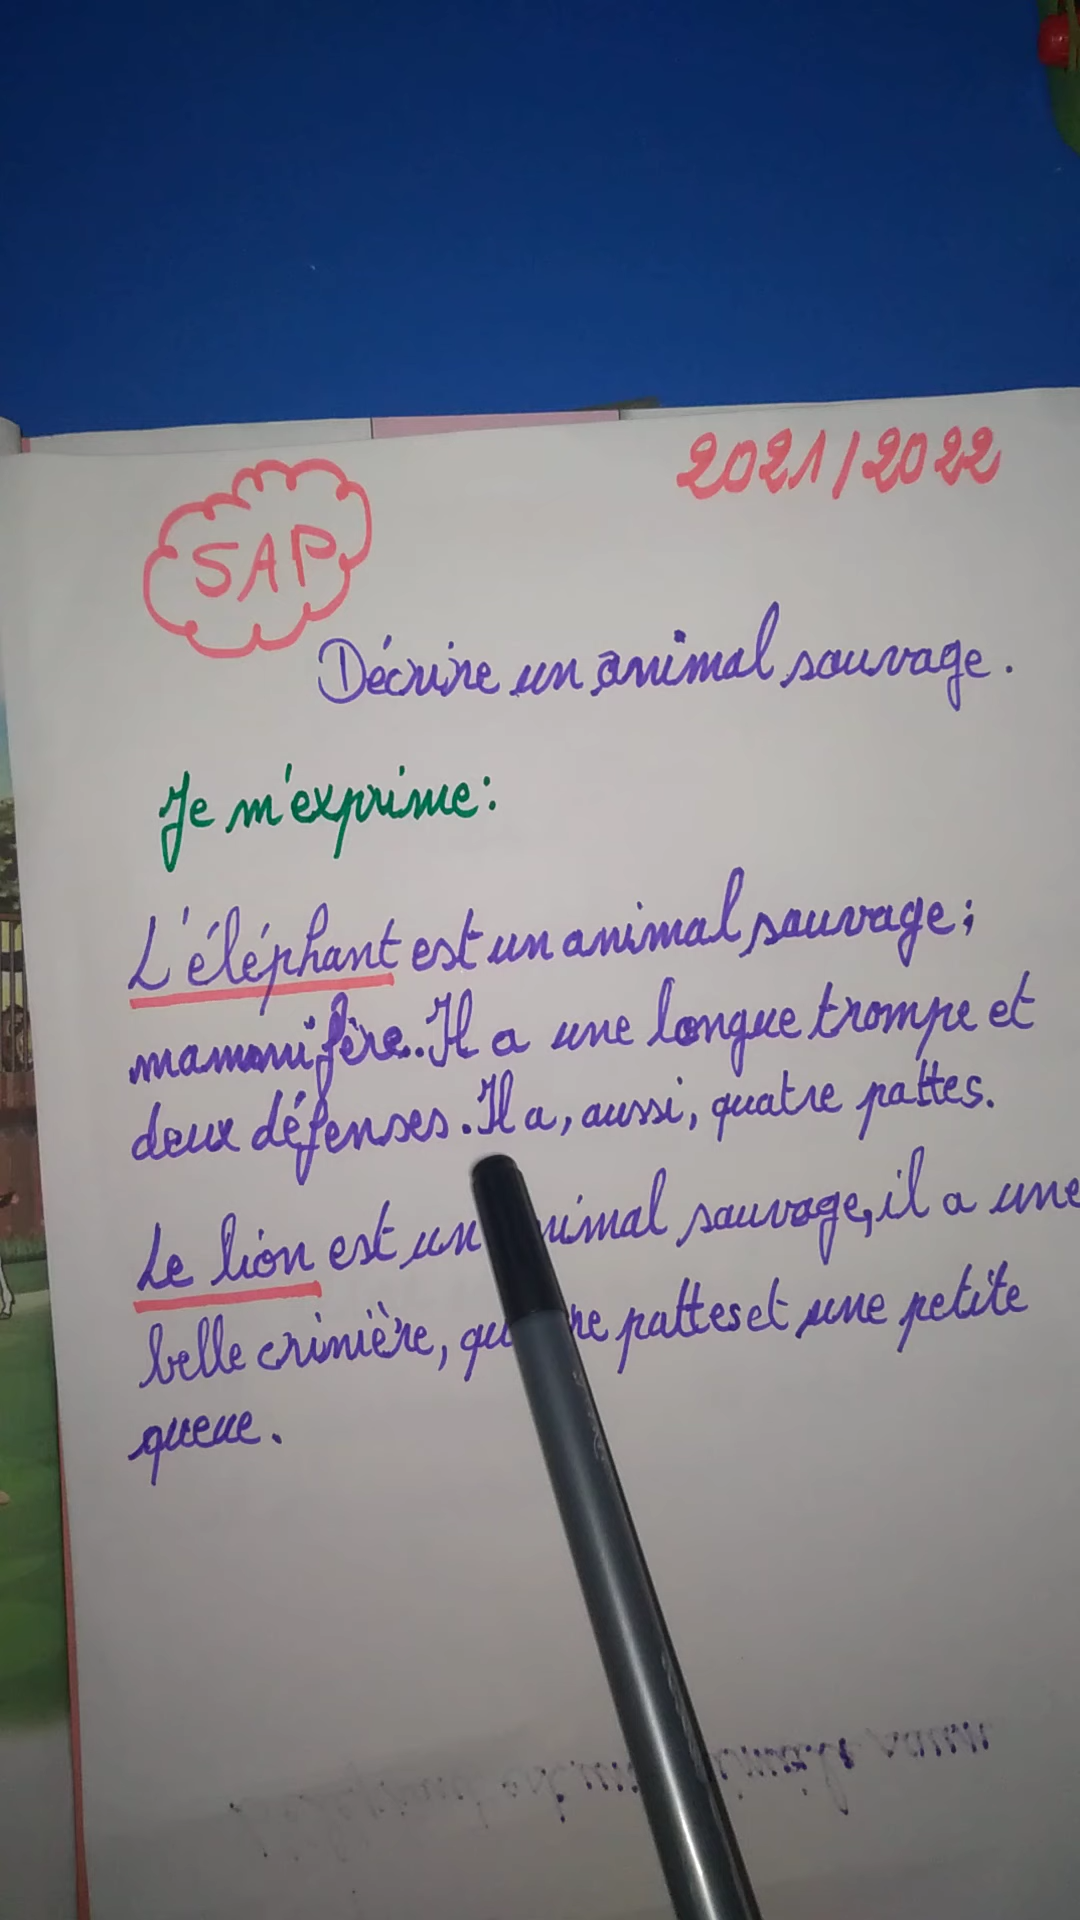 2021/2022
SAP
Décrire un animal sauvage.
Je m'exprime:
L'éléphant est un animal sauvage;
mammifère. Il a une longue trompe et
deux défenses. Il a, aussi, quatre pattes.
Le lion est un animal sauvage, il a une
belle crinière, quatre pattes et une petite
queue.